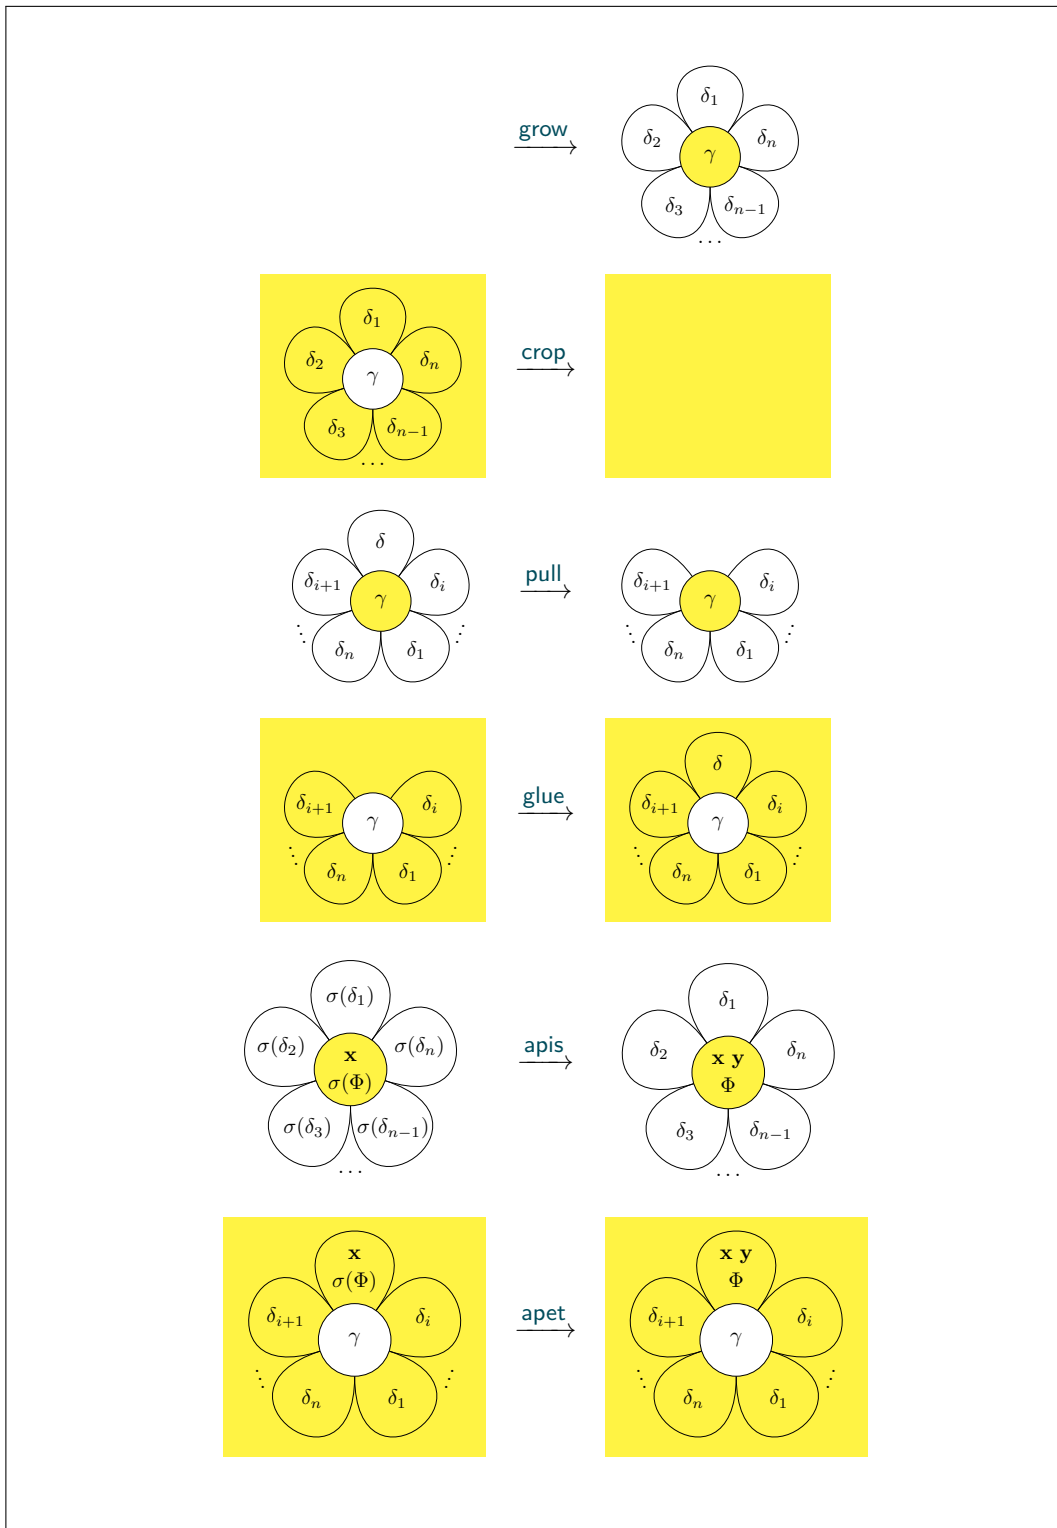 δ₁
grow
δ₂ δₙ
γ
δ₃ δₙ₋₁
...
δ₁
crop
δ₂ δₙ
γ
δ₃ δₙ₋₁
...
δ
pull
δᵢ₊₁ δᵢ δᵢ₊₁ δᵢ
γ γ
⋮ ⋮ ⋮ ⋮
δₙ δ₁ δₙ δ₁
δ
glue
δᵢ₊₁ δᵢ δᵢ₊₁ δᵢ
γ γ
⋮ ⋮ ⋮ ⋮
δₙ δ₁ δₙ δ₁
σ(δ₁) δ₁
apis
σ(δ₂) σ(δₙ) δ₂ δₙ
x x y
σ(Φ) Φ
σ(δ₃) σ(δₙ₋₁) δ₃ δₙ₋₁
... ...
x x y
σ(Φ) Φ
δᵢ₊₁ δᵢ apet δᵢ₊₁ δᵢ
γ γ
⋮ ⋮ ⋮ ⋮
δₙ δ₁ δₙ δ₁